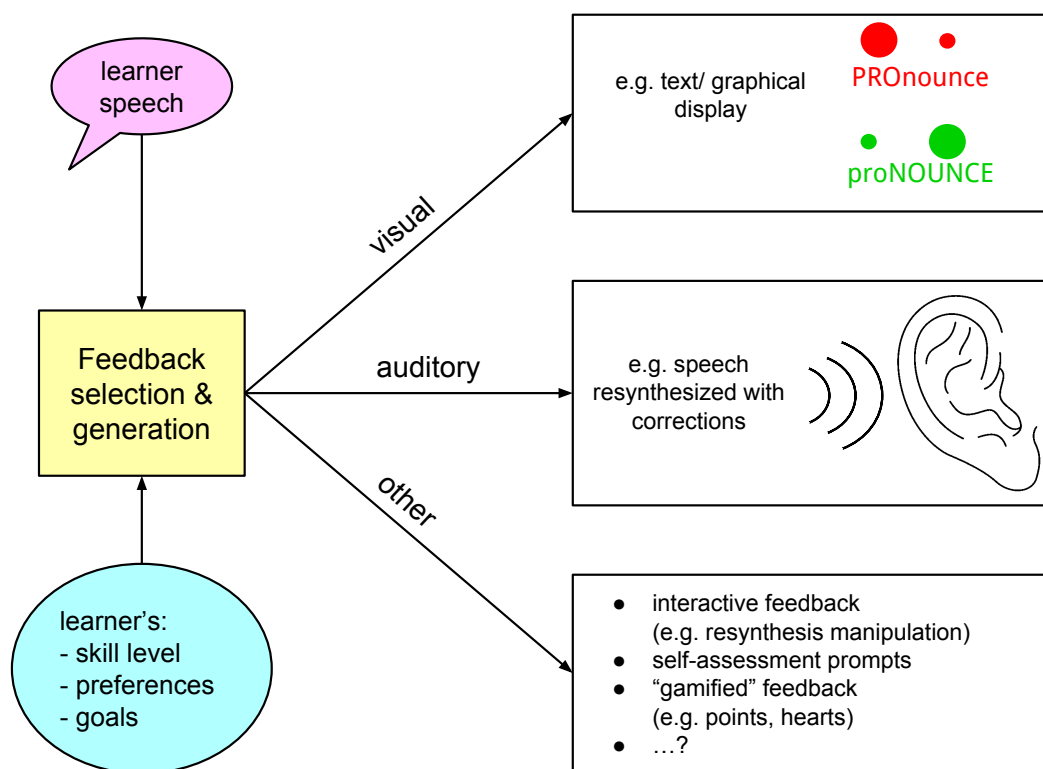 learner
speech
Feedback
selection &
generation
learner’s:
- skill level
- preferences
- goals
visual
auditory
other
e.g. text/ graphical
display
PROnounce
proNOUNCE
e.g. speech
resynthesized with
corrections
● interactive feedback
(e.g. resynthesis manipulation)
● self-assessment prompts
● “gamified” feedback
(e.g. points, hearts)
● …?